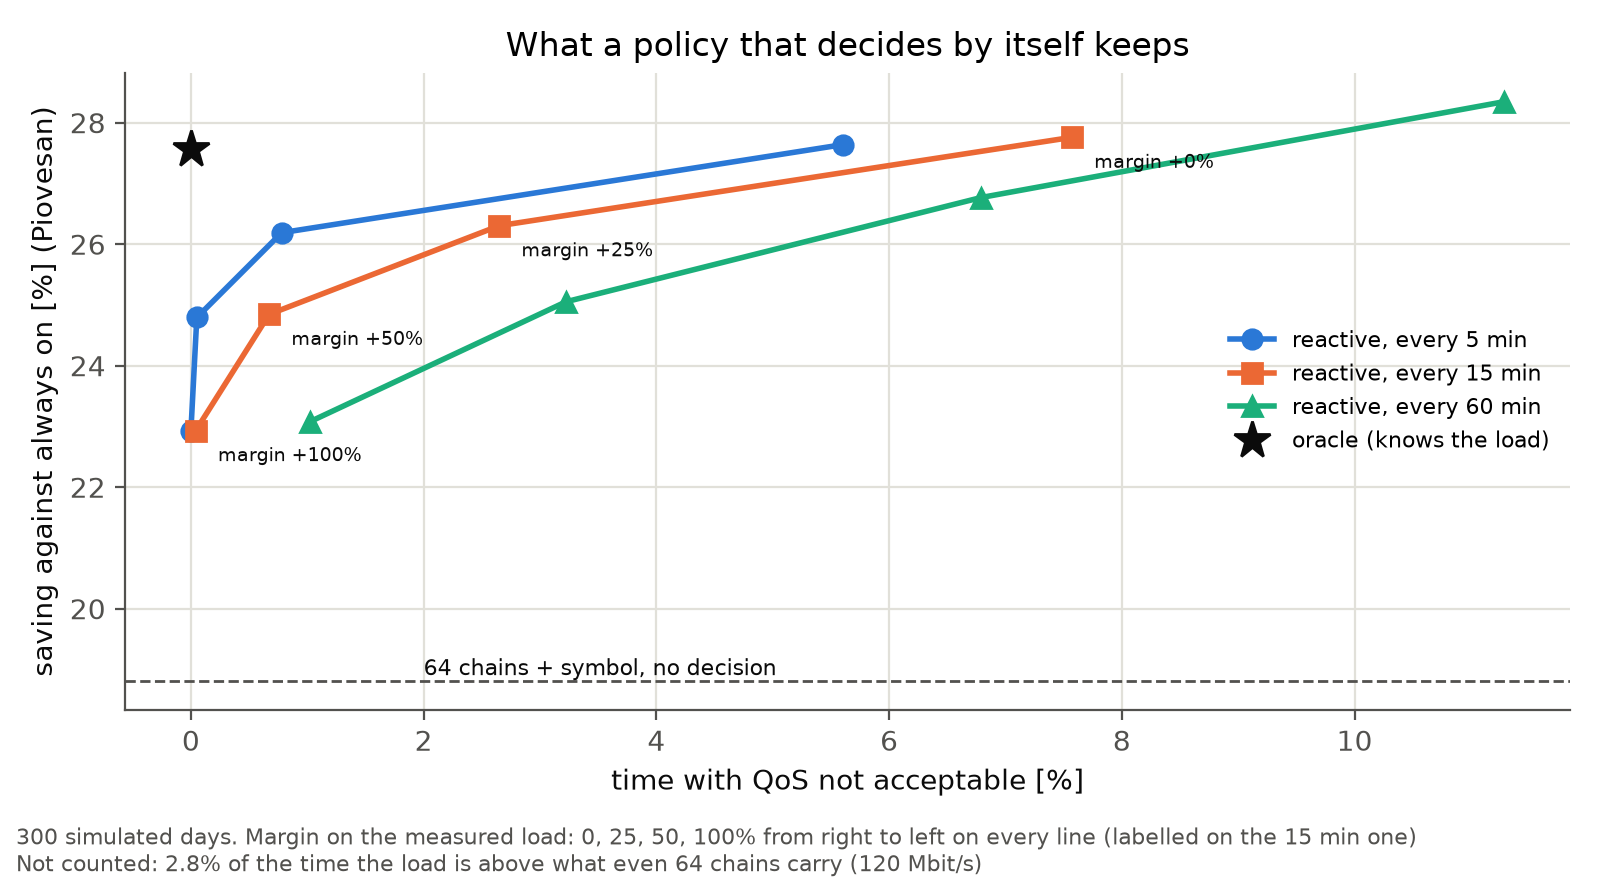 What a policy that decides by itself keeps
saving against always on [%] (Piovesan)
28
26
24
22
20
margin +0%
margin +25%
margin +50%
margin +100%
reactive, every 5 min
reactive, every 15 min
reactive, every 60 min
oracle (knows the load)
64 chains + symbol, no decision
0 2 4 6 8 10
time with QoS not acceptable [%]
300 simulated days. Margin on the measured load: 0, 25, 50, 100% from right to left on every line (labelled on the 15 min one)
Not counted: 2.8% of the time the load is above what even 64 chains carry (120 Mbit/s)